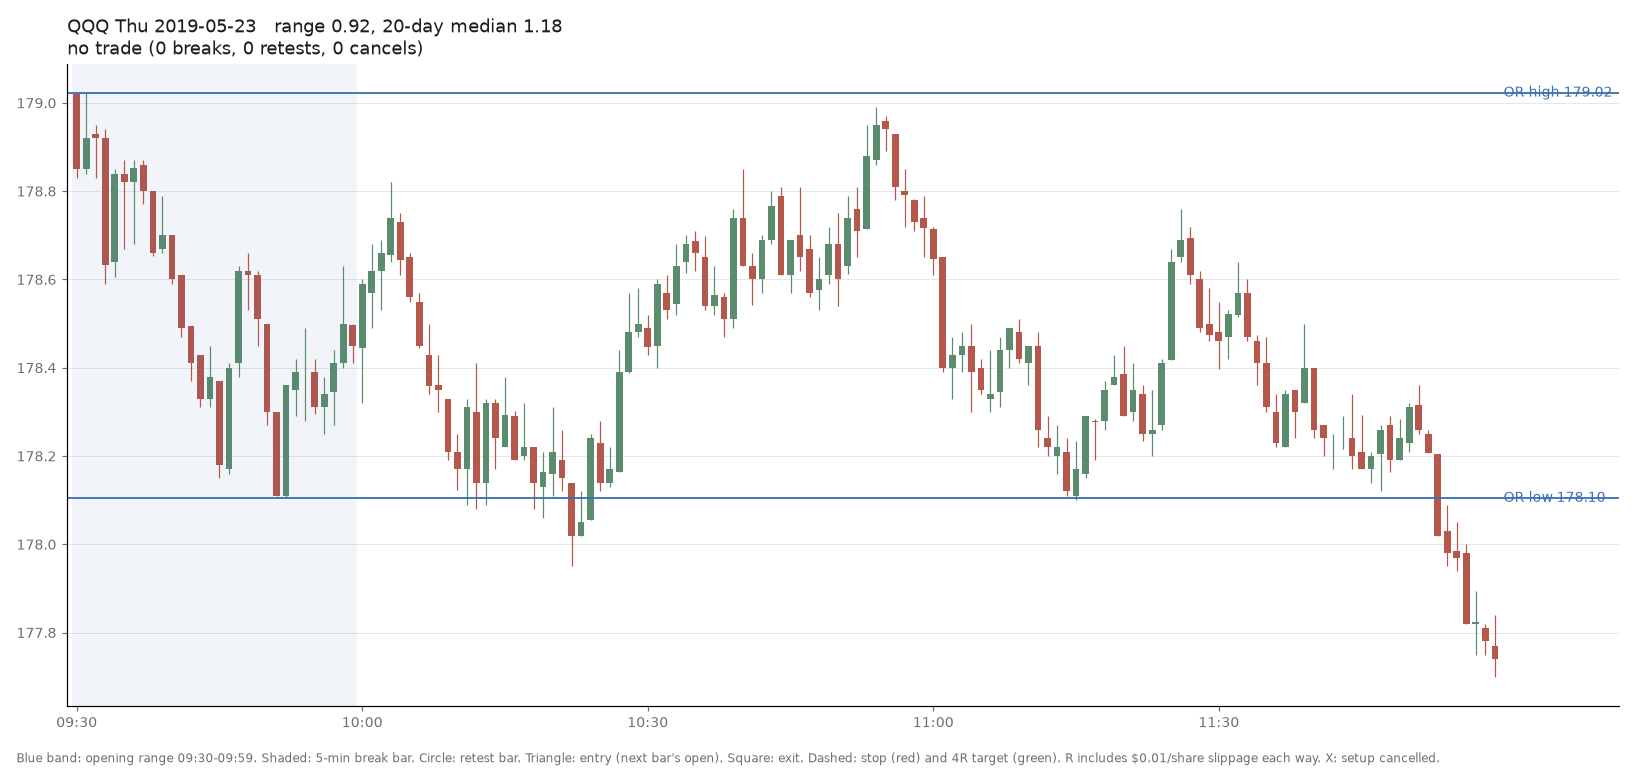 QQQ Thu 2019-05-23   range 0.92, 20-day median 1.18
no trade (0 breaks, 0 retests, 0 cancels)
OR high 179.02
179.0
178.8
178.6
178.4
178.2
OR low 178.10
178.0
177.8
09:30
10:00
10:30
11:00
11:30
Blue band: opening range 09:30-09:59. Shaded: 5-min break bar. Circle: retest bar. Triangle: entry (next bar's open). Square: exit. Dashed: stop (red) and 4R target (green). R includes $0.01/share slippage each way. X: setup cancelled.